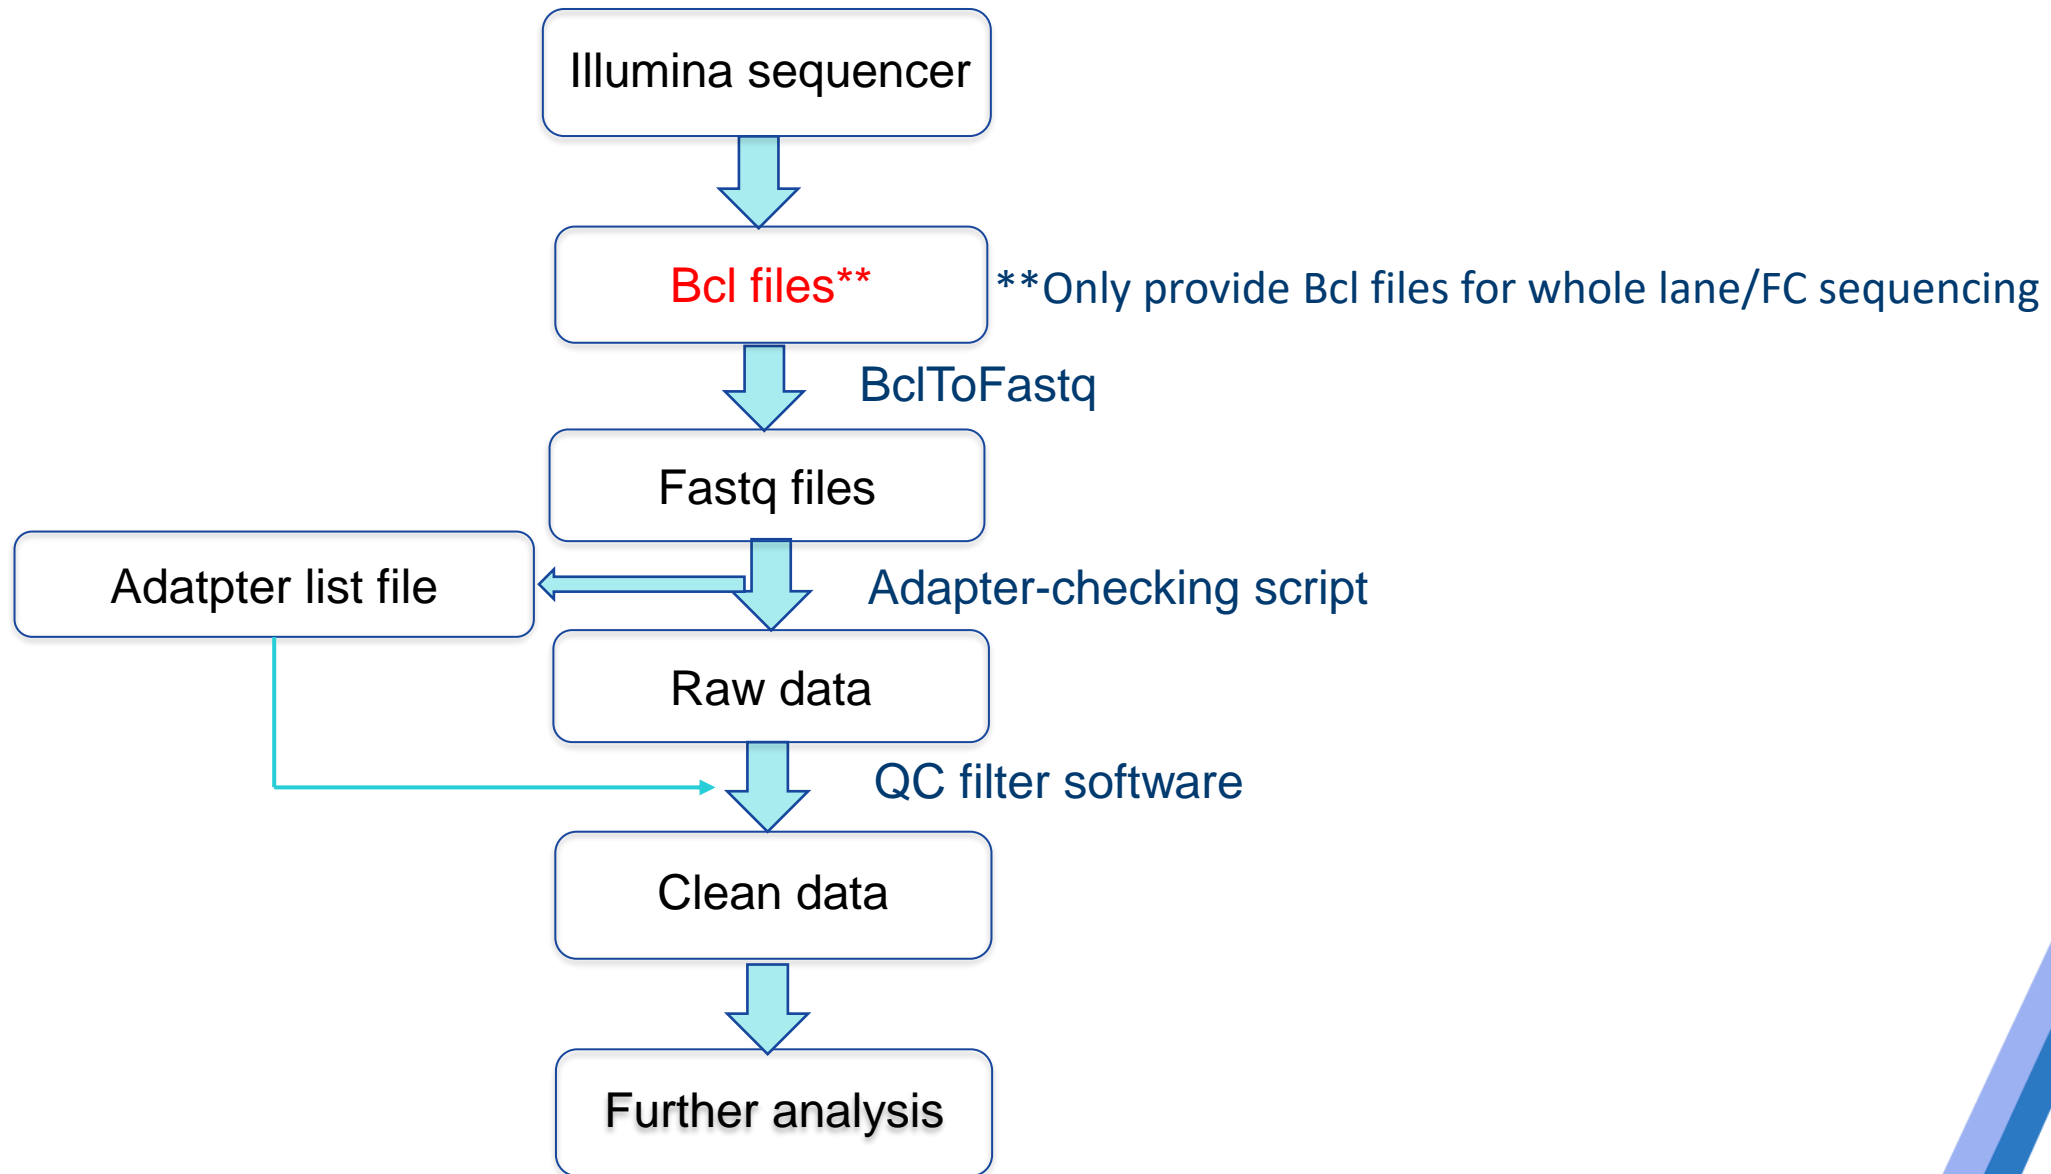 Illumina sequencer
Bcl files**
**Only provide Bcl files for whole lane/FC sequencing
BclToFastq
Fastq files
Adatpter list file
Adapter-checking script
Raw data
QC filter software
Clean data
Further analysis